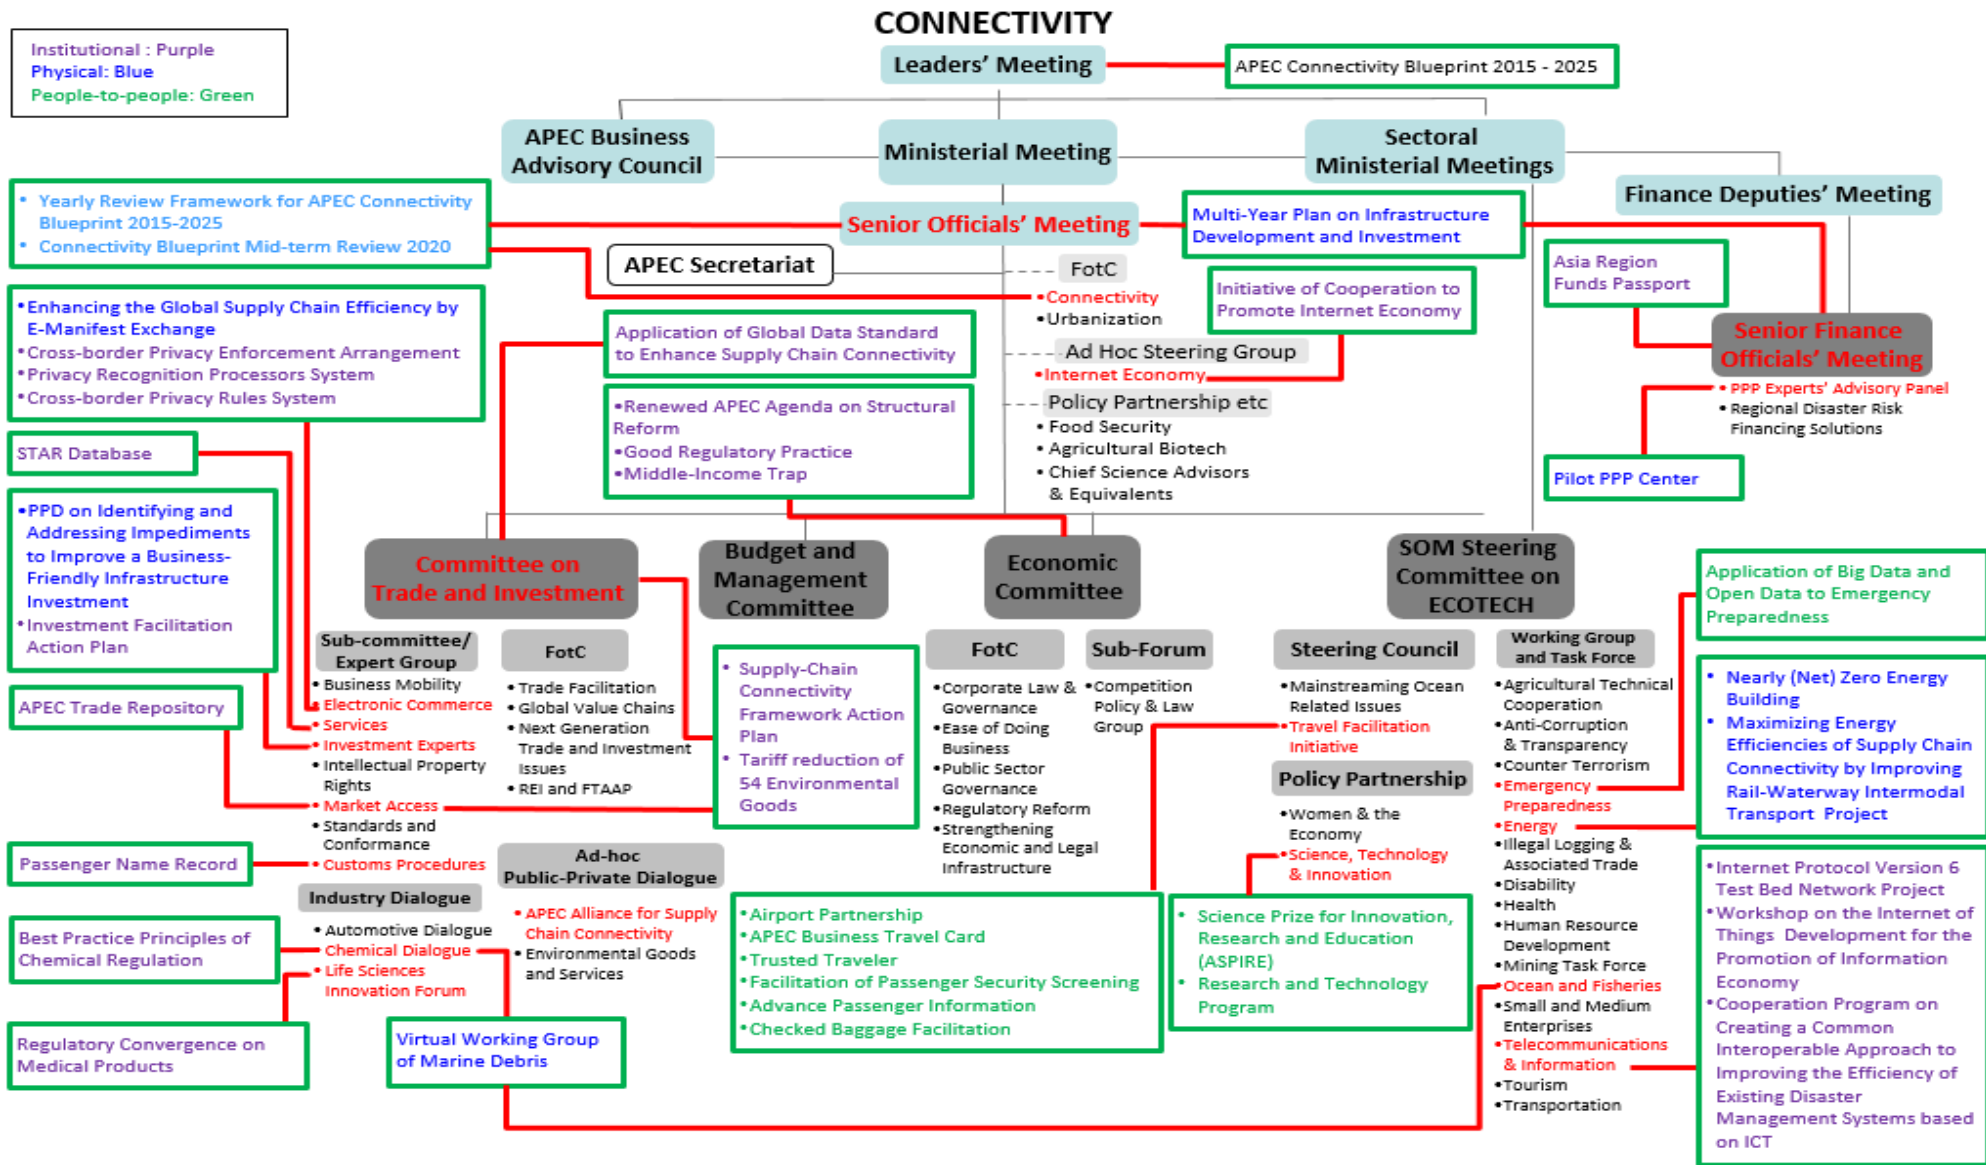 CONNECTIVITY
Institutional : Purple
Physical: Blue
People-to-people: Green
Leaders' Meeting
APEC Connectivity Blueprint 2015 - 2025
APEC Business
Advisory Council
Ministerial Meeting
Sectoral
Ministerial Meetings
Finance Deputies' Meeting
• Yearly Review Framework for APEC Connectivity
Blueprint 2015-2025
• Connectivity Blueprint Mid-term Review 2020
Senior Officials' Meeting
Multi-Year Plan on Infrastructure
Development and Investment
APEC Secretariat
FotC
•Connectivity
•Urbanization
Asia Region
Funds Passport
Initiative of Cooperation to
Promote Internet Economy
Ad Hoc Steering Group
•Internet Economy
Policy Partnership etc
• Food Security
• Agricultural Biotech
• Chief Science Advisors
& Equivalents
Senior Finance
Officials' Meeting
• PPP Experts' Advisory Panel
• Regional Disaster Risk
Financing Solutions
Pilot PPP Center
•Enhancing the Global Supply Chain Efficiency by
E-Manifest Exchange
•Cross-border Privacy Enforcement Arrangement
•Privacy Recognition Processors System
•Cross-border Privacy Rules System
Application of Global Data Standard
to Enhance Supply Chain Connectivity
•Renewed APEC Agenda on Structural
Reform
•Good Regulatory Practice
•Middle-Income Trap
STAR Database
•PPD on Identifying and
Addressing Impediments
to Improve a Business-
Friendly Infrastructure
Investment
•Investment Facilitation
Action Plan
APEC Trade Repository
Passenger Name Record
Best Practice Principles of
Chemical Regulation
Regulatory Convergence on
Medical Products
Committee on
Trade and Investment
Budget and
Management
Committee
Economic
Committee
SOM Steering
Committee on
ECOTECH
Sub-committee/
Expert Group
• Business Mobility
• Electronic Commerce
• Services
• Investment Experts
• Intellectual Property
Rights
• Market Access
• Standards and
Conformance
• Customs Procedures
Industry Dialogue
• Automotive Dialogue
• Chemical Dialogue
• Life Sciences
Innovation Forum
FotC
• Trade Facilitation
• Global Value Chains
• Next Generation
Trade and Investment
Issues
• REI and FTAAP
Ad-hoc
Public-Private Dialogue
• APEC Alliance for Supply
Chain Connectivity
• Environmental Goods
and Services
Virtual Working Group
of Marine Debris
• Supply-Chain
Connectivity
Framework Action
Plan
• Tariff reduction of
54 Environmental
Goods
FotC
•Corporate Law &
Governance
•Ease of Doing
Business
•Public Sector
Governance
•Regulatory Reform
•Strengthening
Economic and Legal
Infrastructure
Sub-Forum
•Competition
Policy & Law
Group
•Airport Partnership
•APEC Business Travel Card
•Trusted Traveler
•Facilitation of Passenger Security Screening
•Advance Passenger Information
•Checked Baggage Facilitation
Steering Council
•Mainstreaming Ocean
Related Issues
•Travel Facilitation
Initiative
Policy Partnership
•Women & the
Economy
•Science, Technology
& Innovation
• Science Prize for Innovation,
Research and Education
(ASPIRE)
• Research and Technology
Program
Working Group
and Task Force
•Agricultural Technical
Cooperation
•Anti-Corruption
& Transparency
•Counter Terrorism
•Emergency
Preparedness
•Energy
•Illegal Logging &
Associated Trade
•Disability
•Health
•Human Resource
Development
•Mining Task Force
•Ocean and Fisheries
•Small and Medium
Enterprises
•Telecommunications
& Information
•Tourism
•Transportation
Application of Big Data and
Open Data to Emergency
Preparedness
• Nearly (Net) Zero Energy
Building
• Maximizing Energy
Efficiencies of Supply Chain
Connectivity by Improving
Rail-Waterway Intermodal
Transport Project
•Internet Protocol Version 6
Test Bed Network Project
•Workshop on the Internet of
Things Development for the
Promotion of Information
Economy
•Cooperation Program on
Creating a Common
Interoperable Approach to
Improving the Efficiency of
Existing Disaster
Management Systems based
on ICT